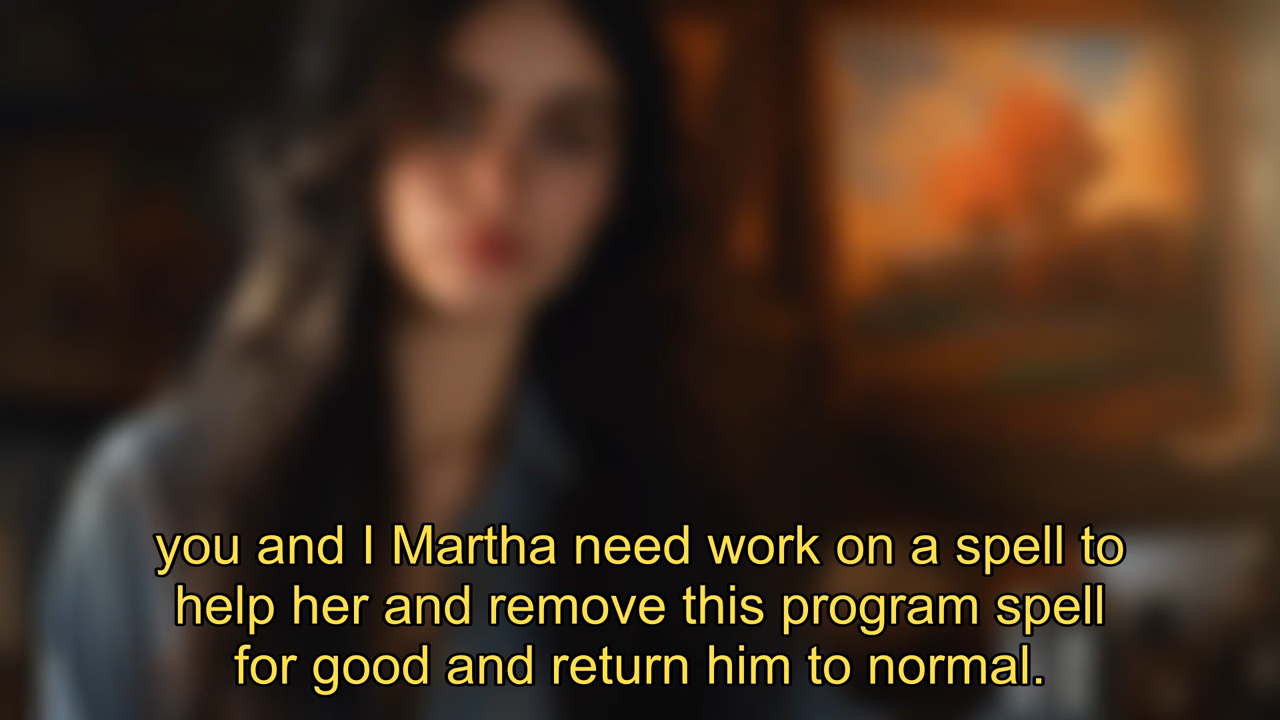 you and I Martha need work on a spell to
help her and remove this program spell
for good and return him to normal.